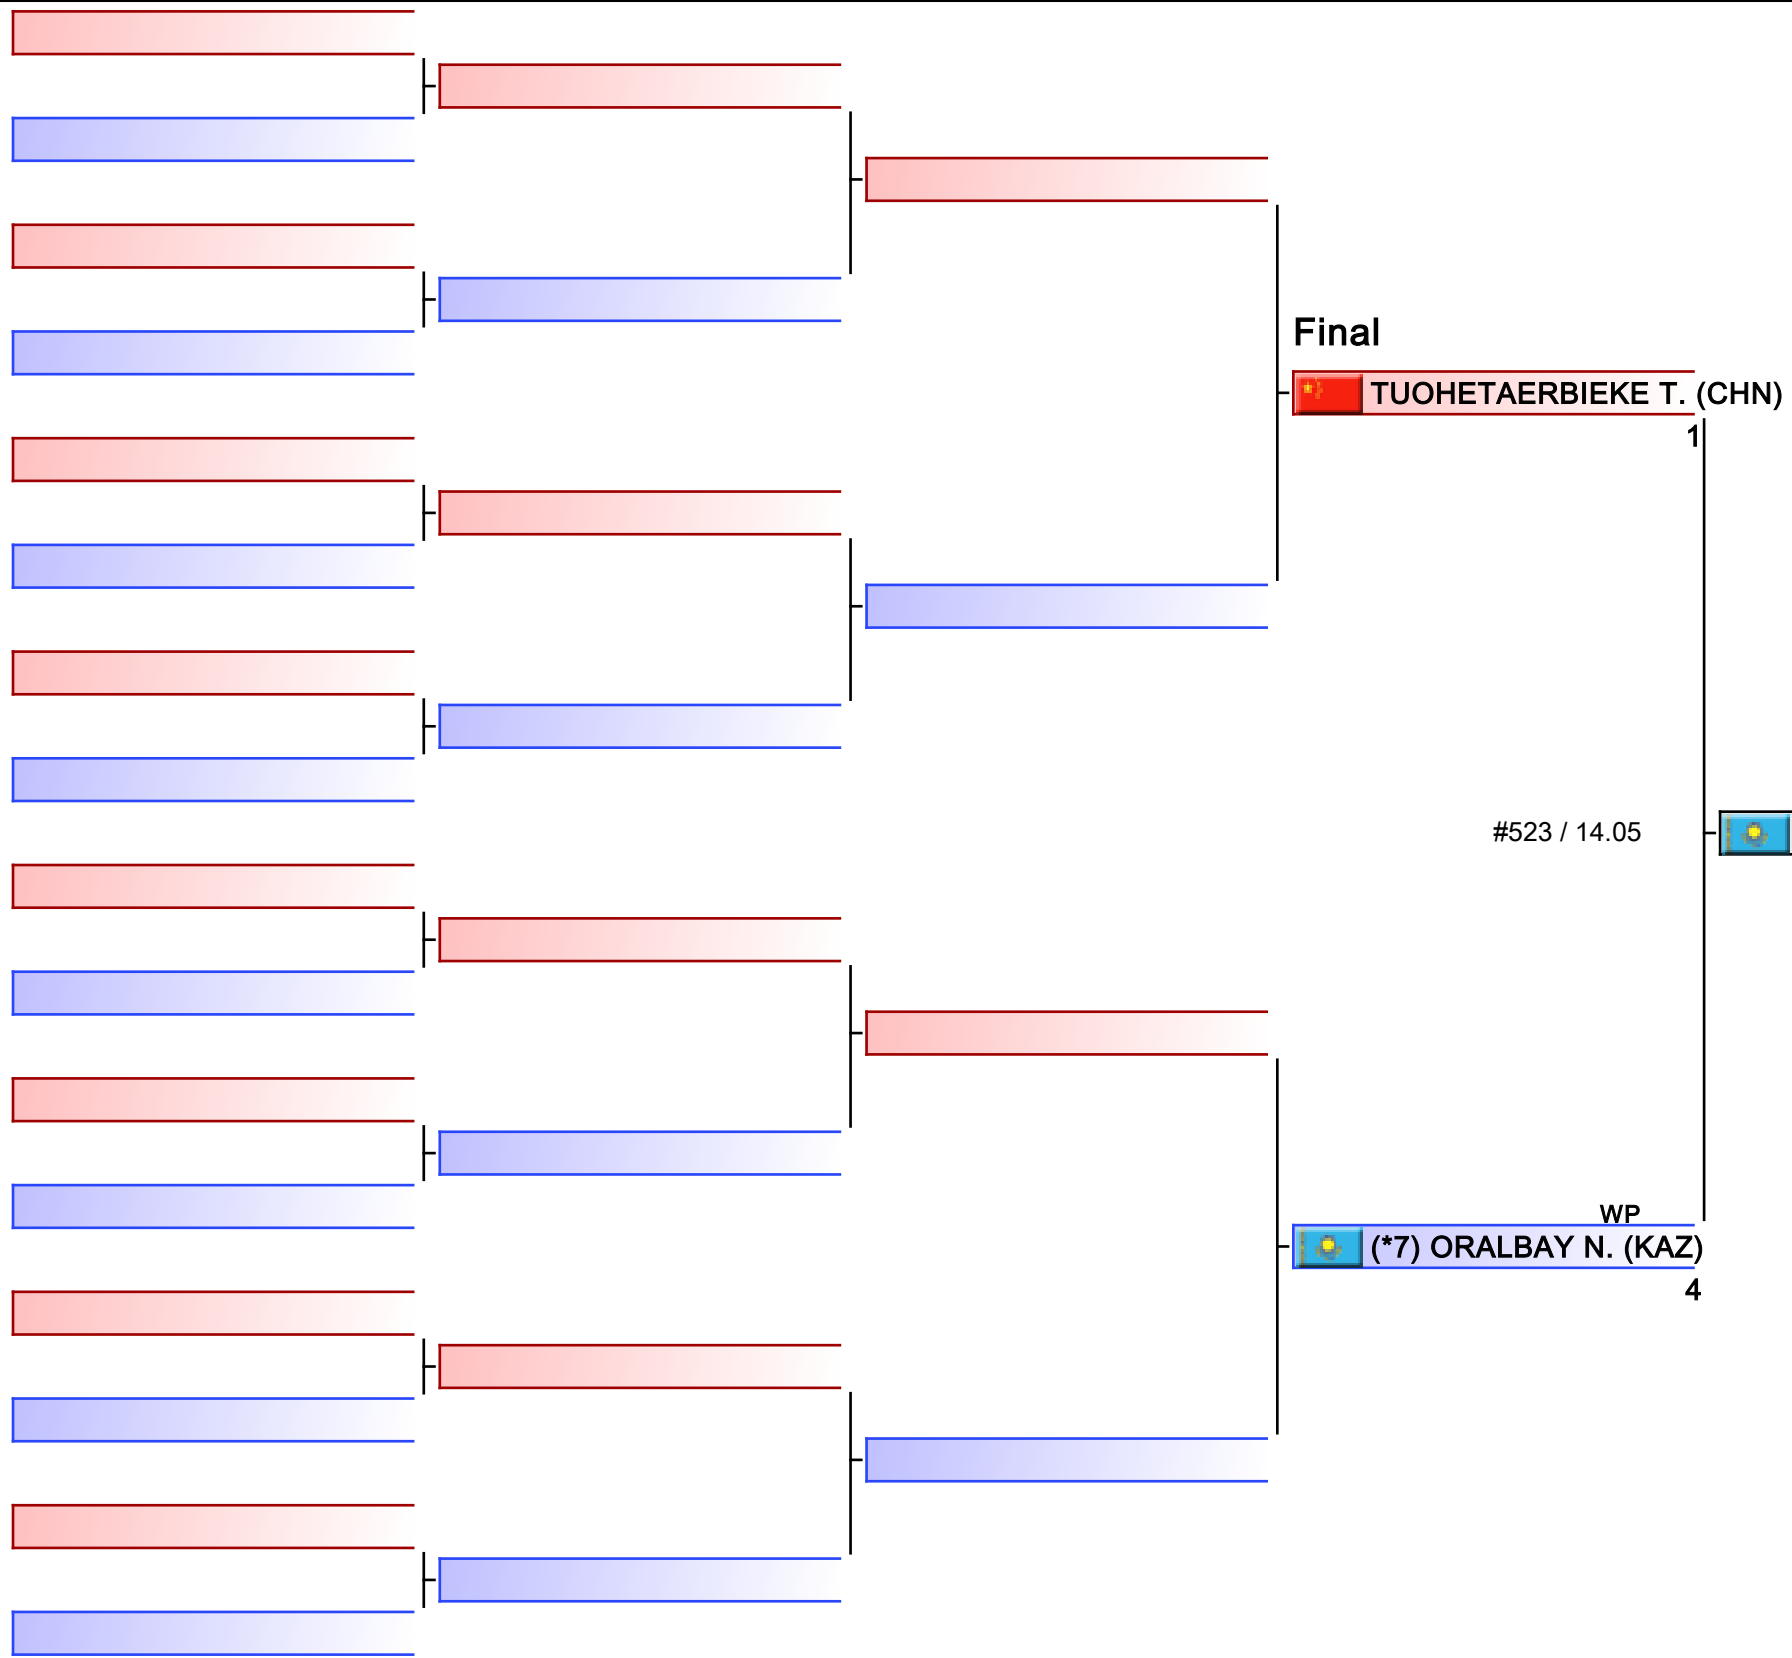 Final
TUOHETAERBIEKE T. (CHN)
1
#523 / 14.05
WP
(*7) ORALBAY N. (KAZ)
4